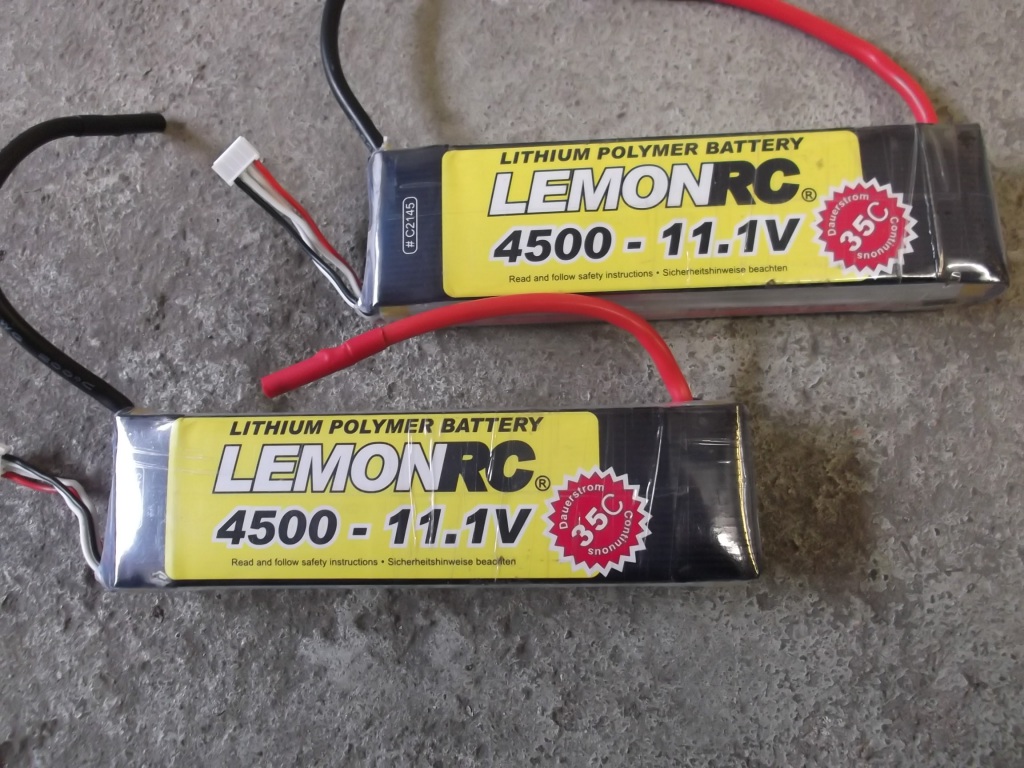 LITHIUM POLYMER BATTERY
LEMONRC®
4500 - 11.1V
Read and follow safety instructions • Sicherheitshinweise beachten
# C2145
Dauerstrom
35C
Continuous
LITHIUM POLYMER BATTERY
LEMONRC®
4500 - 11.1V
Read and follow safety instructions • Sicherheitshinweise beachten
Dauerstrom
35C
Continuous